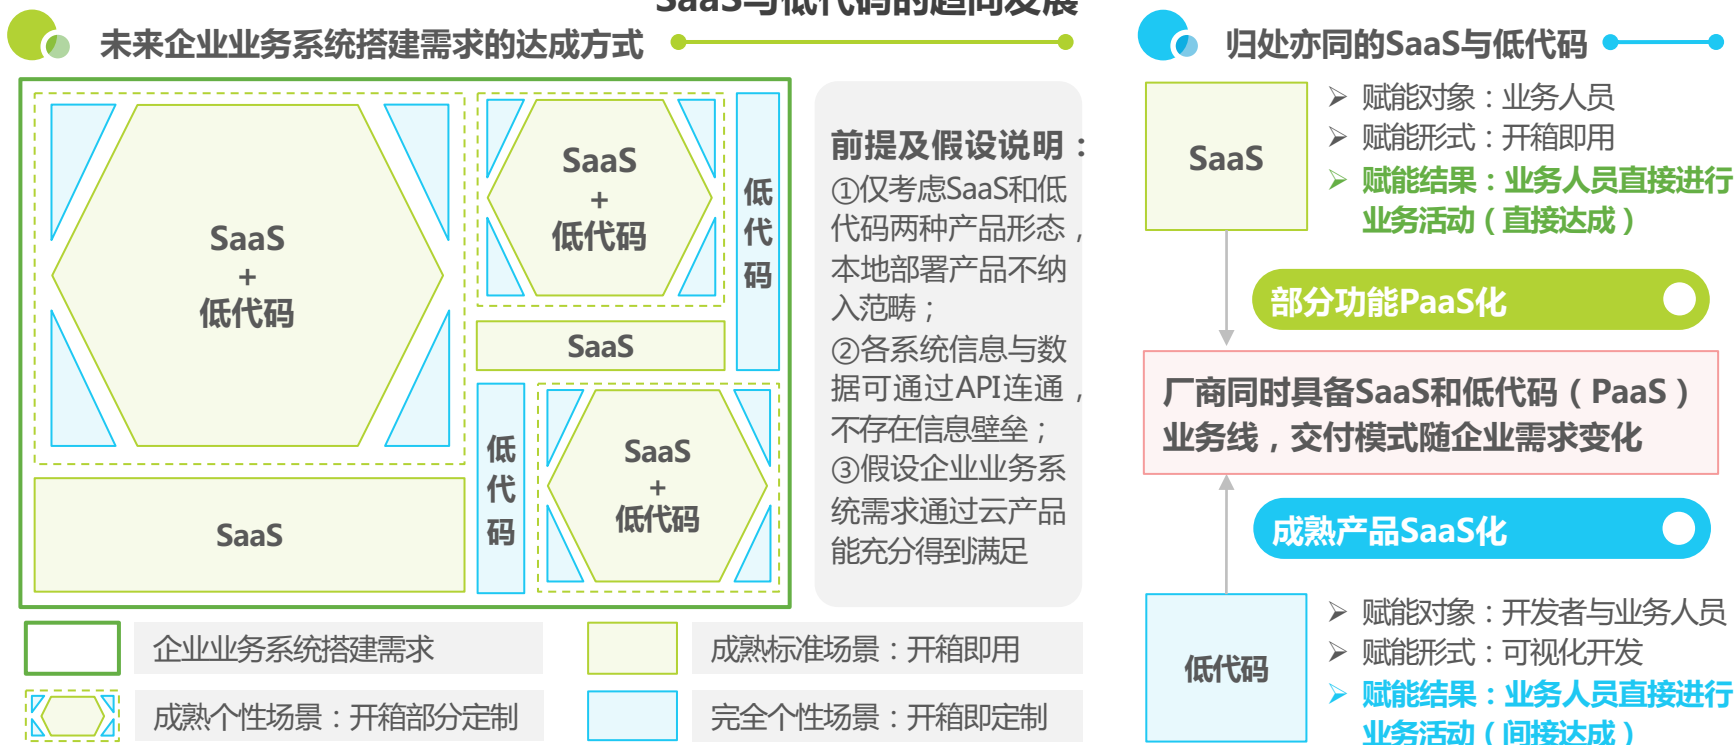 SaaS与低代码的趋同发展
未来企业业务系统搭建需求的达成方式
SaaS
+
低代码
SaaS
+
低代码
低
代
码
SaaS
低
代
码
SaaS
+
低代码
SaaS
前提及假设说明：
①仅考虑SaaS和低
代码两种产品形态，
本地部署产品不纳
入范畴；
②各系统信息与数
据可通过API连通，
不存在信息壁垒；
③假设企业业务系
统需求通过云产品
能充分得到满足
企业业务系统搭建需求
成熟标准场景：开箱即用
成熟个性场景：开箱部分定制
完全个性场景：开箱即定制
归处亦同的SaaS与低代码
SaaS
➢ 赋能对象：业务人员
➢ 赋能形式：开箱即用
➢ 赋能结果：业务人员直接进行
业务活动（直接达成）
部分功能PaaS化
厂商同时具备SaaS和低代码（PaaS）
业务线，交付模式随企业需求变化
成熟产品SaaS化
低代码
➢ 赋能对象：开发者与业务人员
➢ 赋能形式：可视化开发
➢ 赋能结果：业务人员直接进行
业务活动（间接达成）